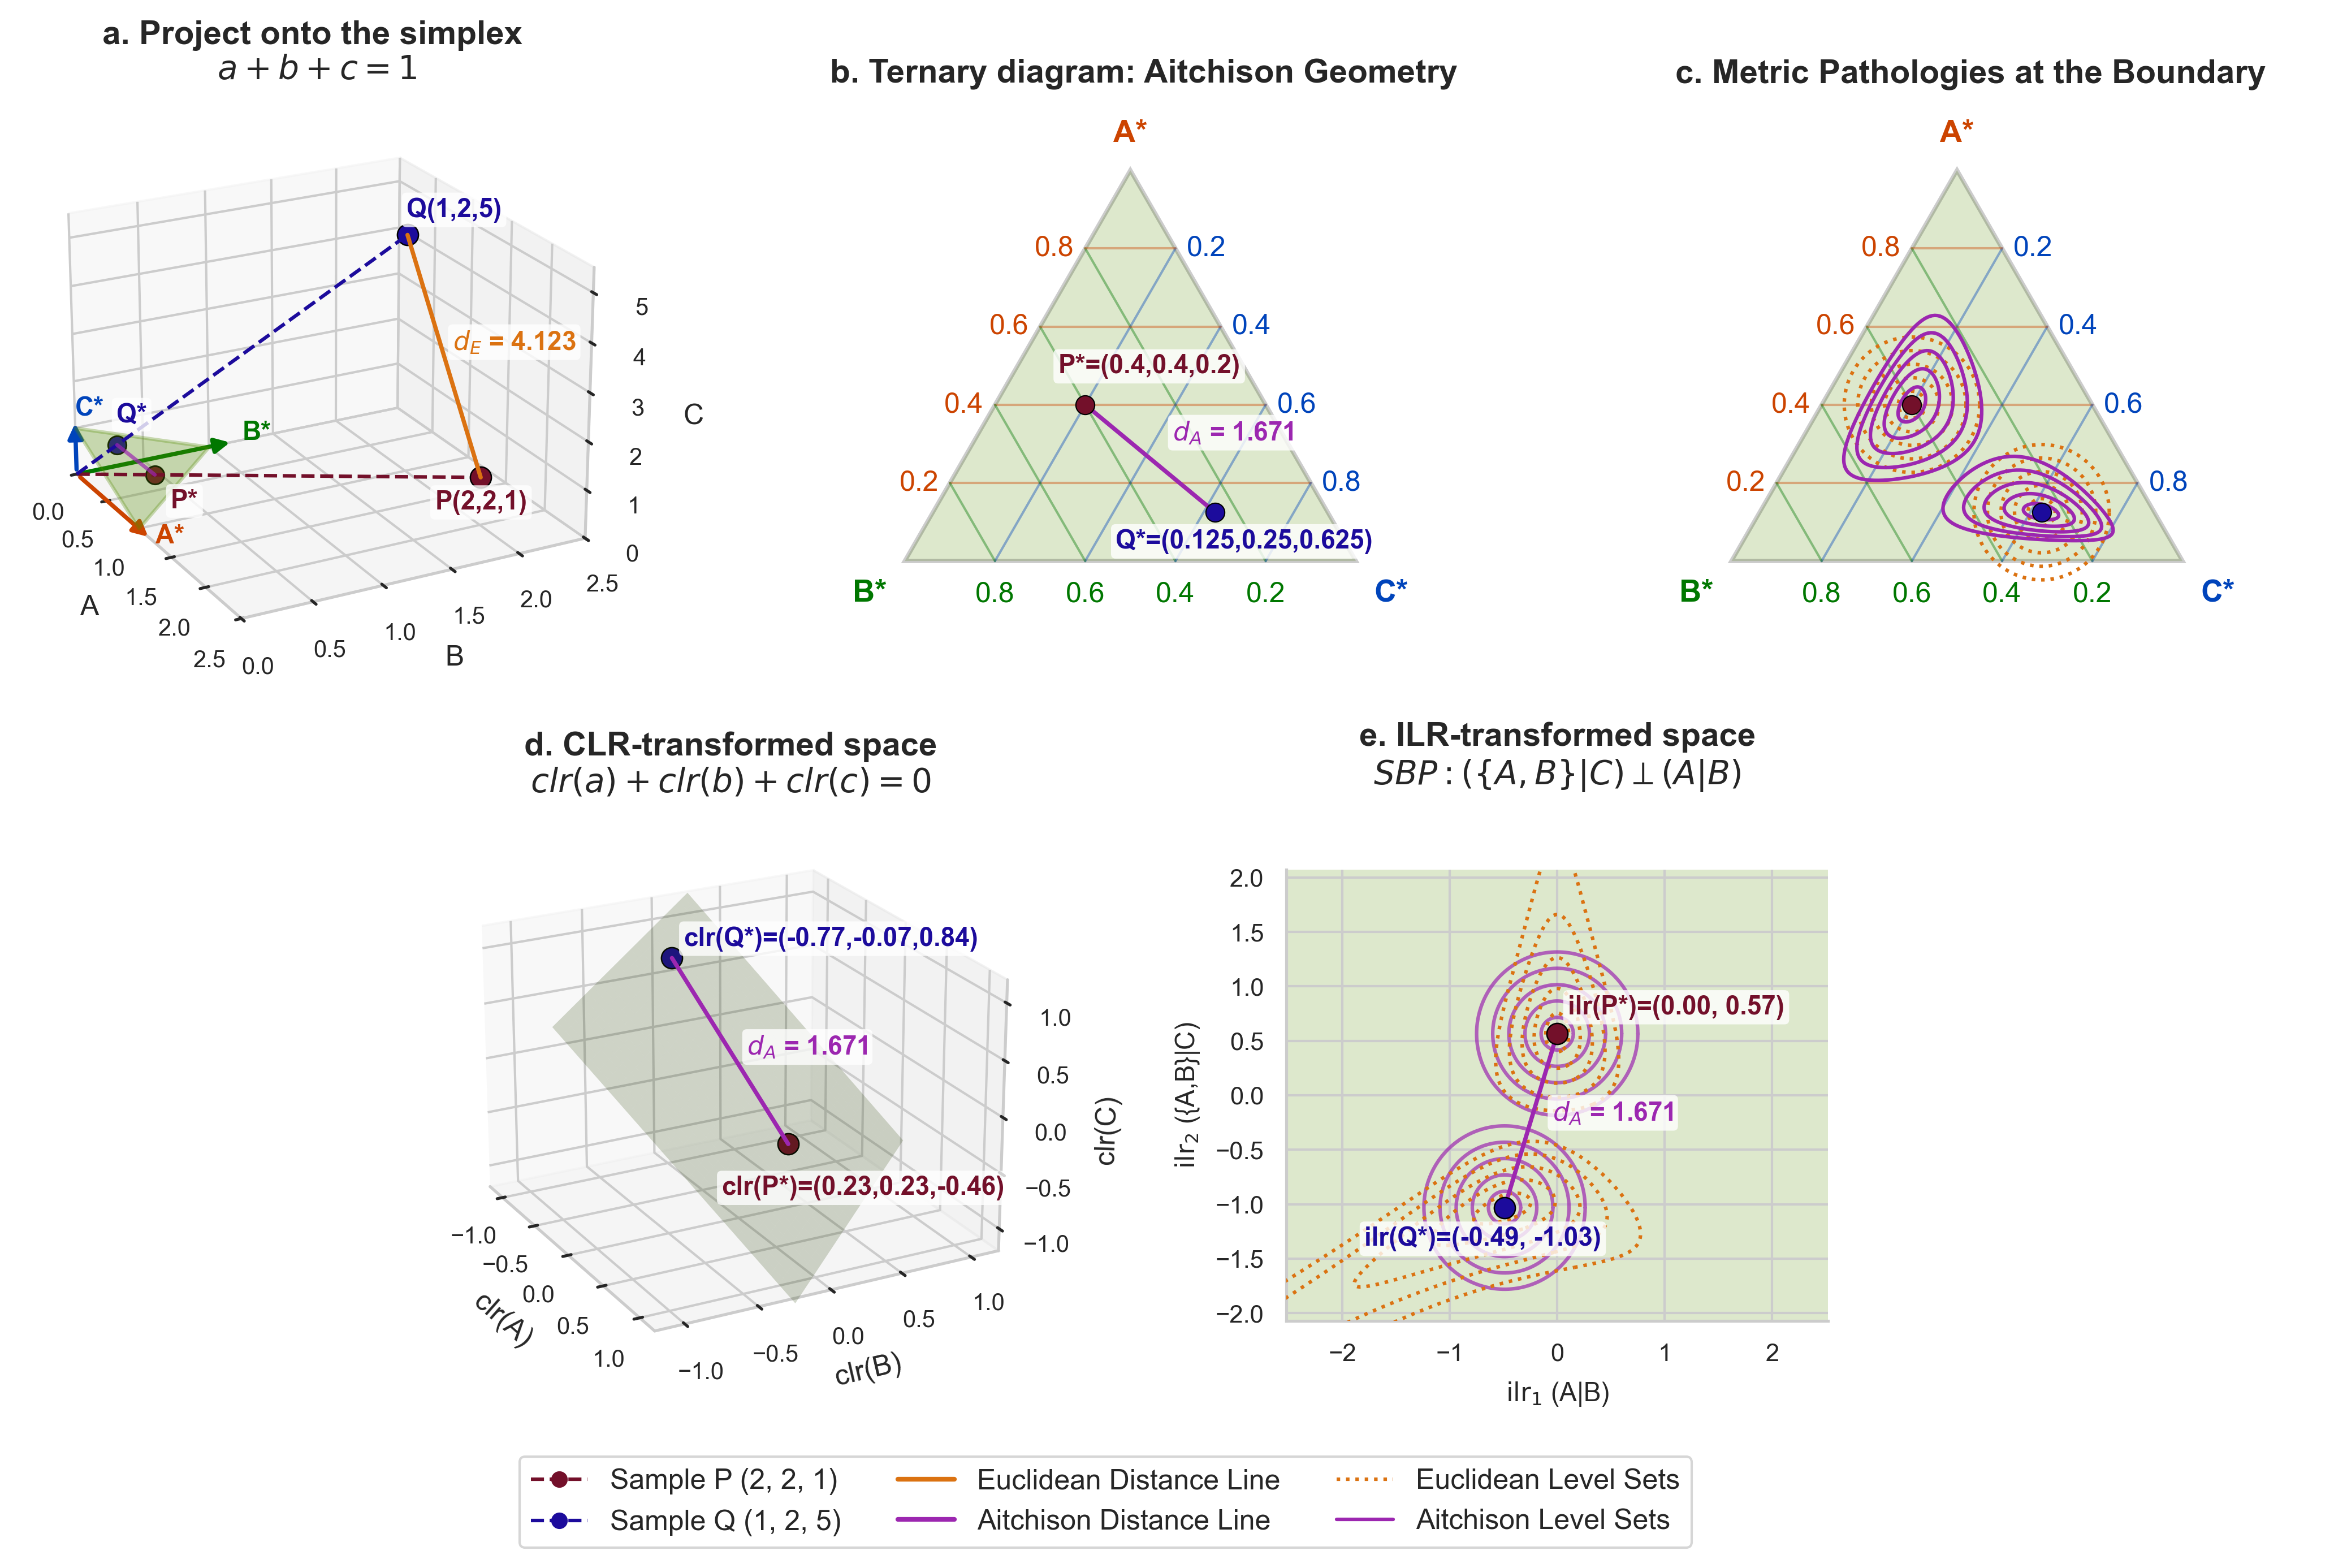 a. Project onto the simplex
a + b + c = 1
Q(1,2,5)
d_E = 4.123
C*
Q*
B*
P*
A*
P(2,2,1)
5
4
3
2
1
0
C
0.0
0.5
1.0
1.5
2.0
2.5
A
0.0
0.5
1.0
1.5
2.0
2.5
B
b. Ternary diagram: Aitchison Geometry
A*
0.8
0.2
0.6
0.4
P*=(0.4,0.4,0.2)
0.4
0.6
d_A = 1.671
0.2
0.8
Q*=(0.125,0.25,0.625)
B*
0.8
0.6
0.4
0.2
C*
c. Metric Pathologies at the Boundary
A*
0.8
0.2
0.6
0.4
0.4
0.6
0.2
0.8
B*
0.8
0.6
0.4
0.2
C*
d. CLR-transformed space
clr(a) + clr(b) + clr(c) = 0
clr(Q*)=(-0.77,-0.07,0.84)
d_A = 1.671
clr(P*)=(0.23,0.23,-0.46)
1.0
0.5
0.0
−0.5
−1.0
clr(C)
−1.0
−0.5
0.0
0.5
1.0
clr(A)
−1.0
−0.5
0.0
0.5
1.0
clr(B)
e. ILR-transformed space
SBP : ({A, B}|C) ⊥ (A|B)
2.0
1.5
1.0
0.5
0.0
−0.5
−1.0
−1.5
−2.0
ilr₂ ({A,B}|C)
ilr(P*)=(0.00, 0.57)
d_A = 1.671
ilr(Q*)=(-0.49, -1.03)
−2
−1
0
1
2
ilr₁ (A|B)
Sample P (2, 2, 1)
Sample Q (1, 2, 5)
Euclidean Distance Line
Aitchison Distance Line
Euclidean Level Sets
Aitchison Level Sets